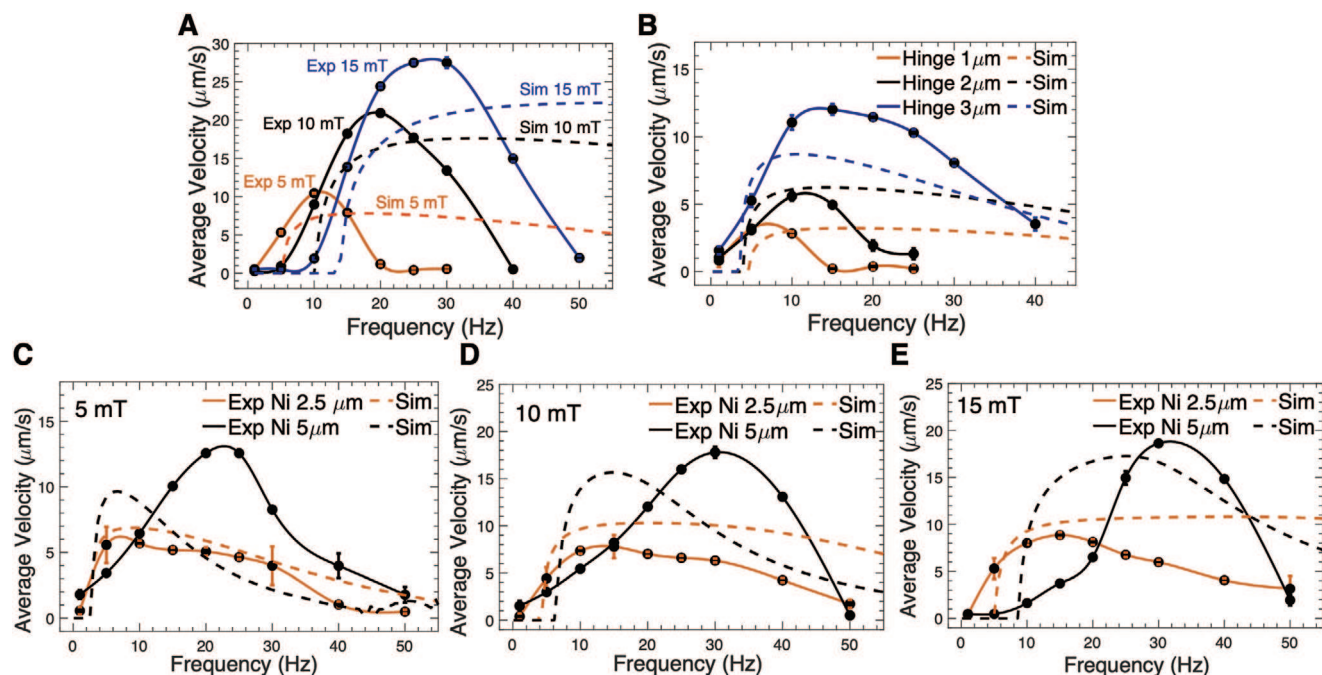 A
30
25
20
15
10
5
0
Average Velocity (μm/s)
Exp 15 mT
Sim 15 mT
Exp 10 mT
Sim 10 mT
Exp 5 mT
Sim 5 mT
0 10 20 30 40 50
Frequency (Hz)
B
15
10
5
0
Average Velocity (μm/s)
Hinge 1μm Sim
Hinge 2μm Sim
Hinge 3μm Sim
0 10 20 30 40
Frequency (Hz)
C
15
10
5
0
Average Velocity (μm/s)
5 mT
Exp Ni 2.5 μm Sim
Exp Ni 5μm Sim
0 10 20 30 40 50
Frequency (Hz)
D
25
20
15
10
5
0
Average Velocity (μm/s)
10 mT
Exp Ni 2.5μm Sim
Exp Ni 5μm Sim
0 10 20 30 40 50
Frequency (Hz)
E
25
20
15
10
5
0
Average Velocity (μm/s)
15 mT
Exp Ni 2.5μm Sim
Exp Ni 5μm Sim
0 10 20 30 40 50
Frequency (Hz)